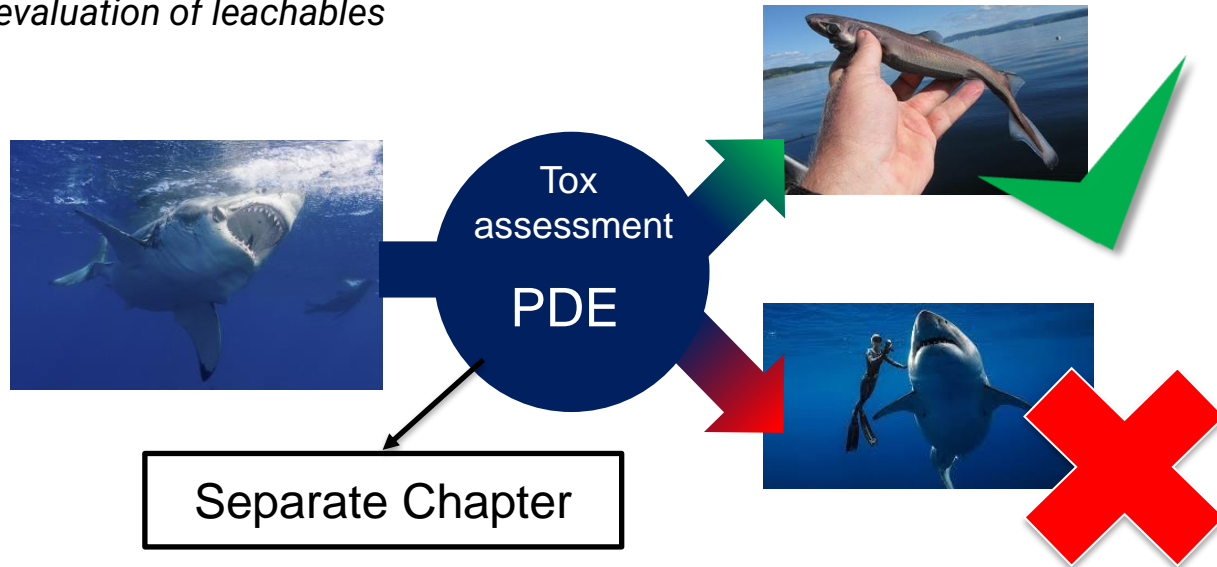 evaluation of leachables
Tox
assessment
PDE
Separate Chapter